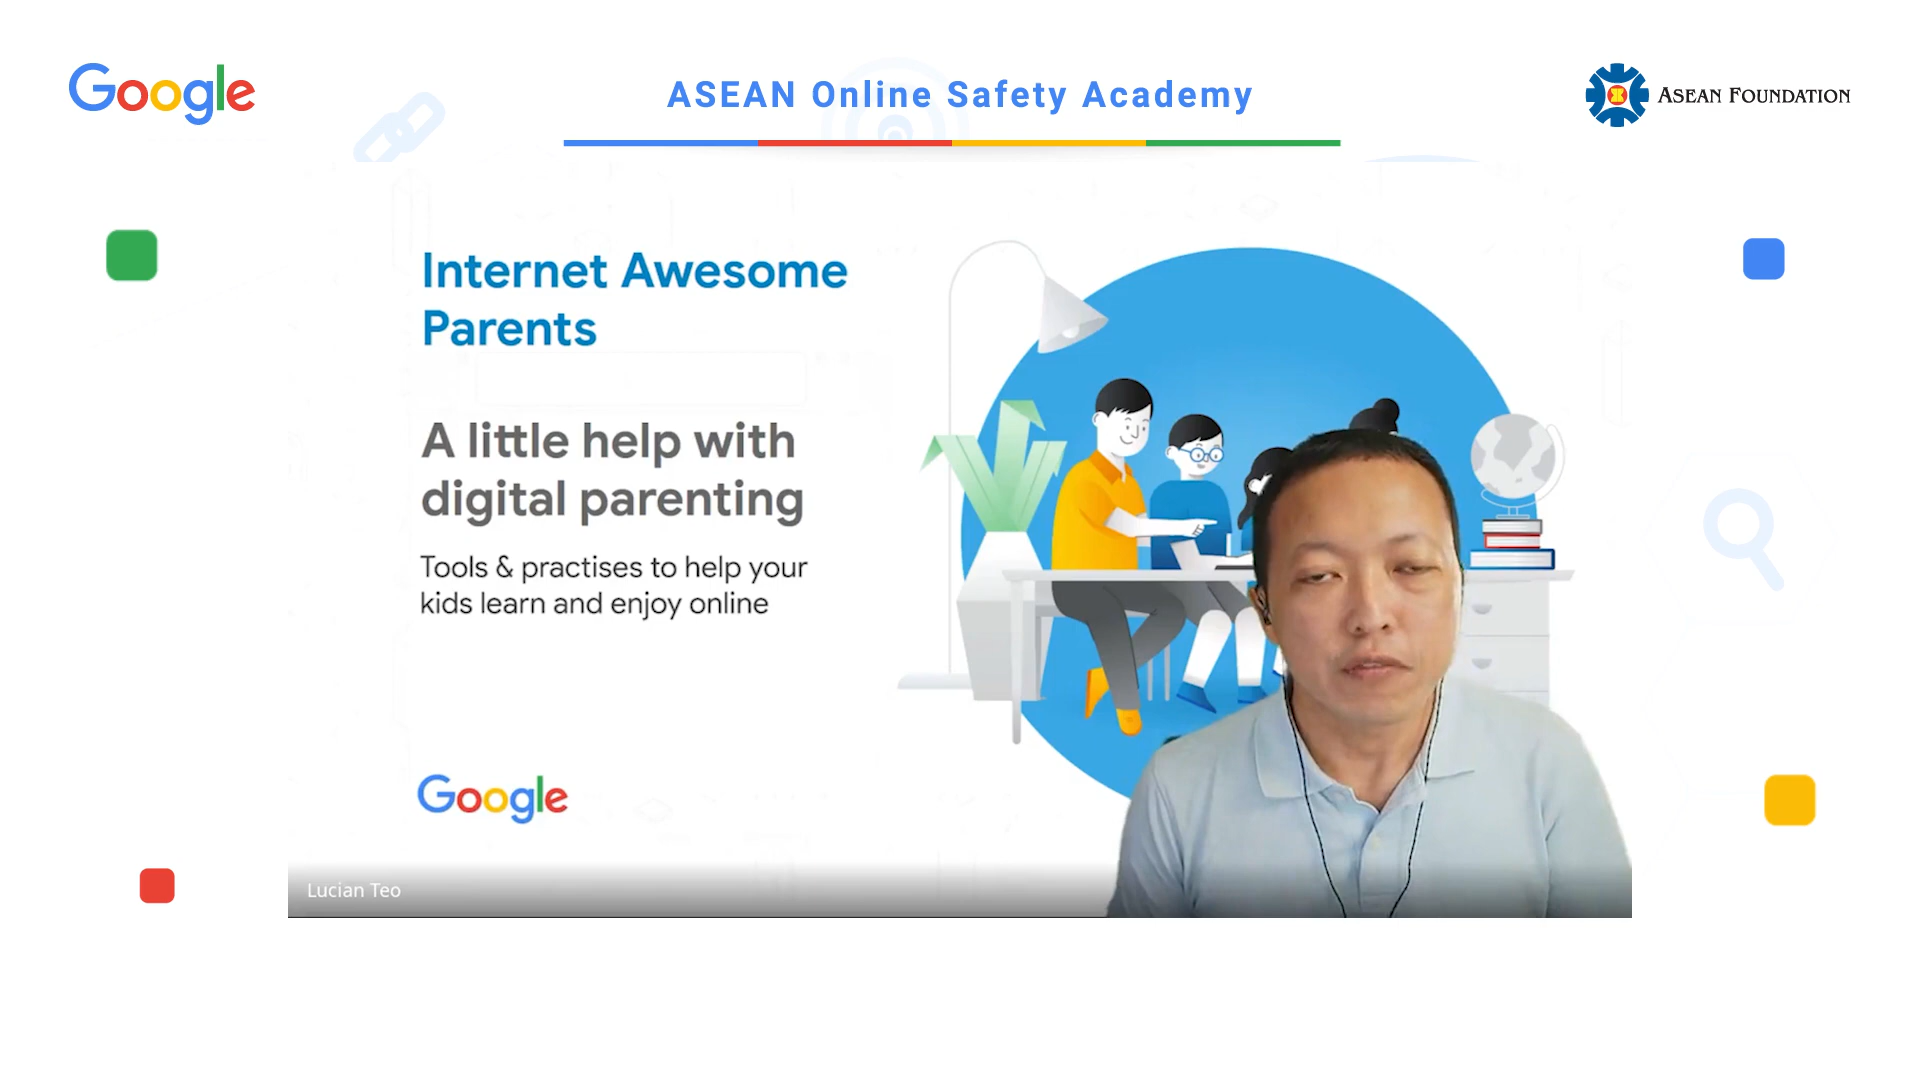 Google
ASEAN Online Safety Academy
ASEAN FOUNDATION
Internet Awesome
Parents
A little help with
digital parenting
Tools & practises to help your
kids learn and enjoy online
Google
Lucian Teo